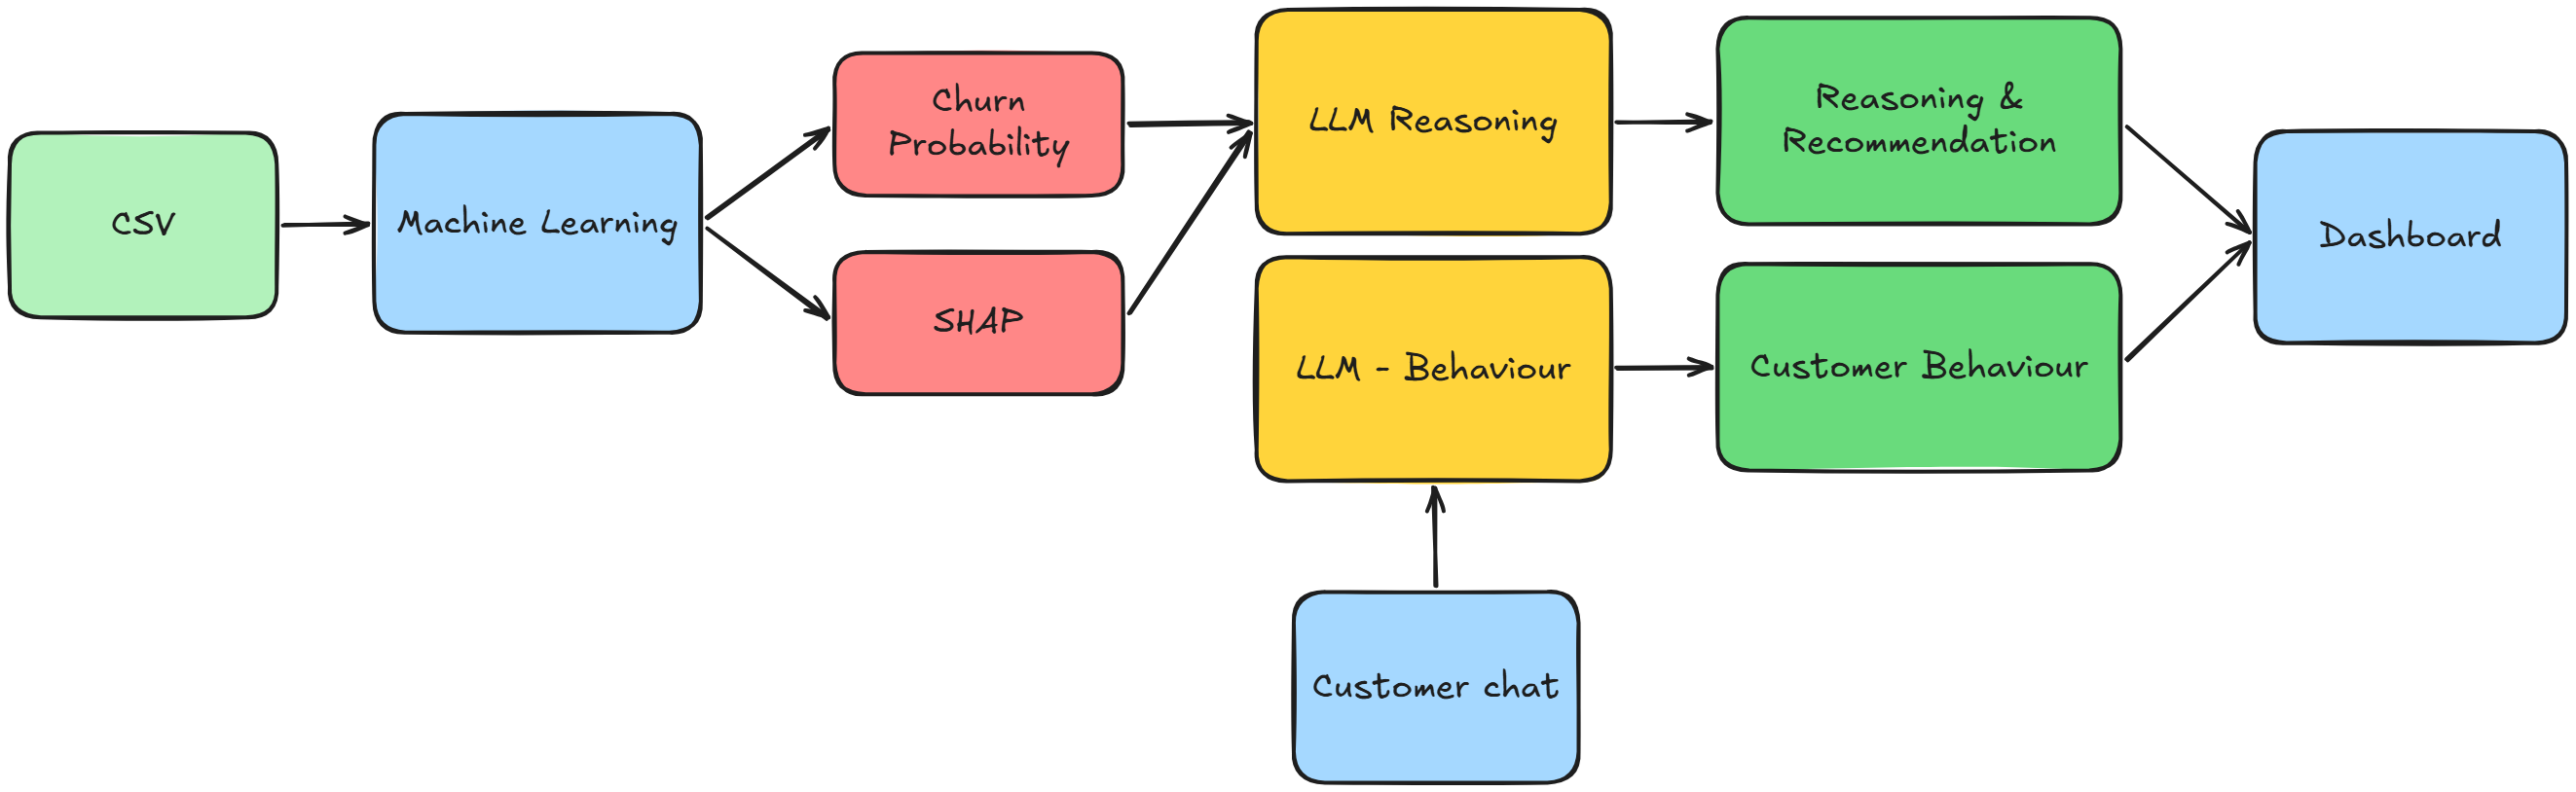 CSV
Machine Learning
Churn
Probability
SHAP
LLM Reasoning
LLM - Behaviour
Customer chat
Reasoning &
Recommendation
Customer Behaviour
Dashboard